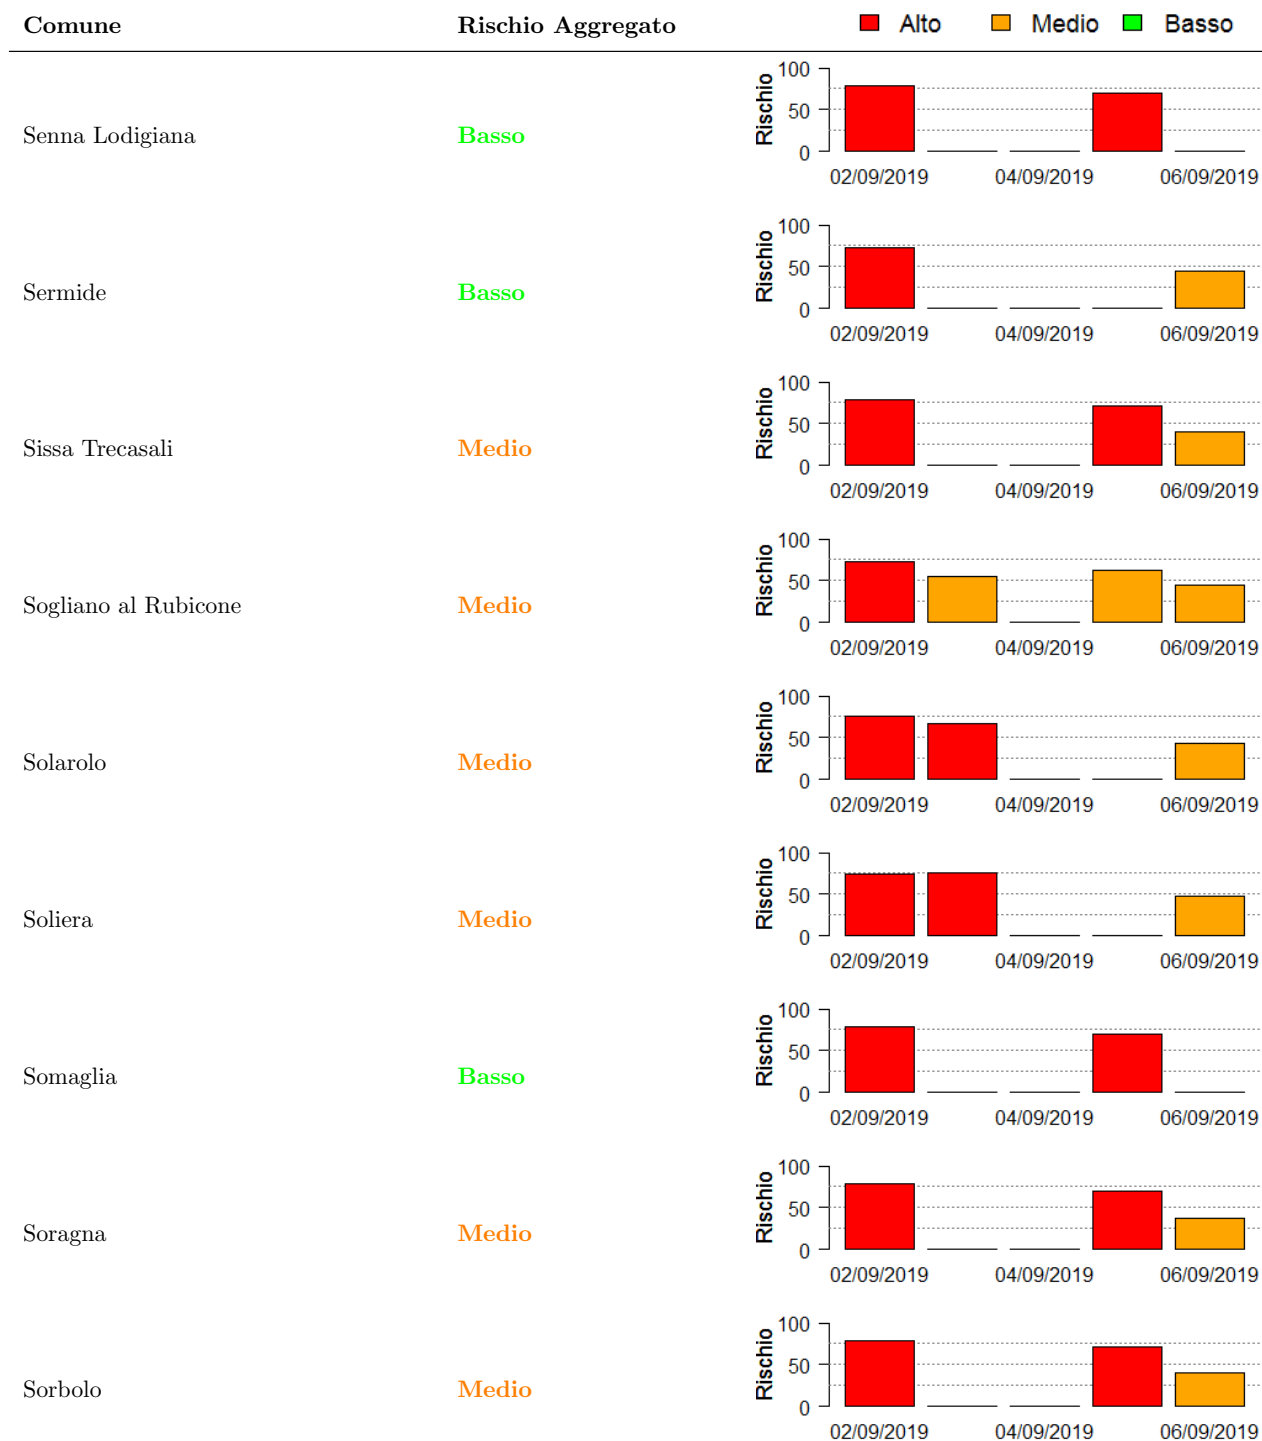 Comune Rischio Aggregato Alto Medio Basso
Senna Lodigiana Basso Rischio 100 50 0
02/09/2019 04/09/2019 06/09/2019
Sermide Basso Rischio 100 50 0
02/09/2019 04/09/2019 06/09/2019
Sissa Trecasali Medio Rischio 100 50 0
02/09/2019 04/09/2019 06/09/2019
Sogliano al Rubicone Medio Rischio 100 50 0
02/09/2019 04/09/2019 06/09/2019
Solarolo Medio Rischio 100 50 0
02/09/2019 04/09/2019 06/09/2019
Soliera Medio Rischio 100 50 0
02/09/2019 04/09/2019 06/09/2019
Somaglia Basso Rischio 100 50 0
02/09/2019 04/09/2019 06/09/2019
Soragna Medio Rischio 100 50 0
02/09/2019 04/09/2019 06/09/2019
Sorbolo Medio Rischio 100 50 0
02/09/2019 04/09/2019 06/09/2019